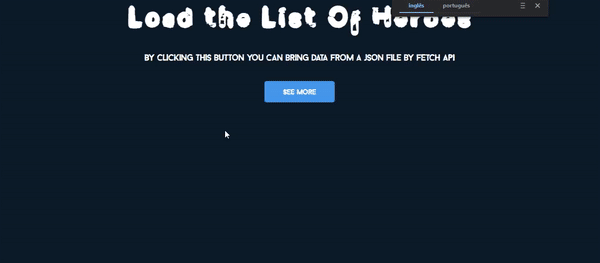 Load the List Of Heroes
inglês português
BY CLICKING THIS BUTTON YOU CAN BRING DATA FROM A JSON FILE BY FETCH API
SEE MORE